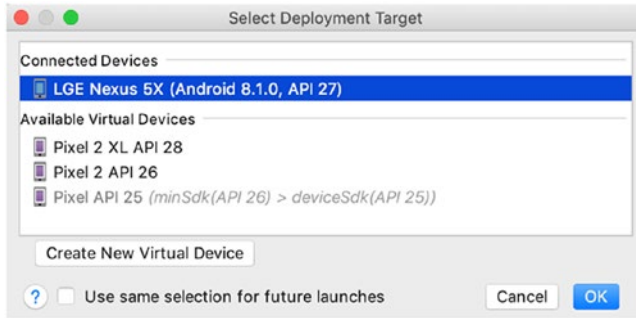 Select Deployment Target
Connected Devices
LGE Nexus 5X (Android 8.1.0, API 27)
Available Virtual Devices
Pixel 2 XL API 28
Pixel 2 API 26
Pixel API 25 (minSdk(API 26) > deviceSdk(API 25))
Create New Virtual Device
? Use same selection for future launches Cancel OK